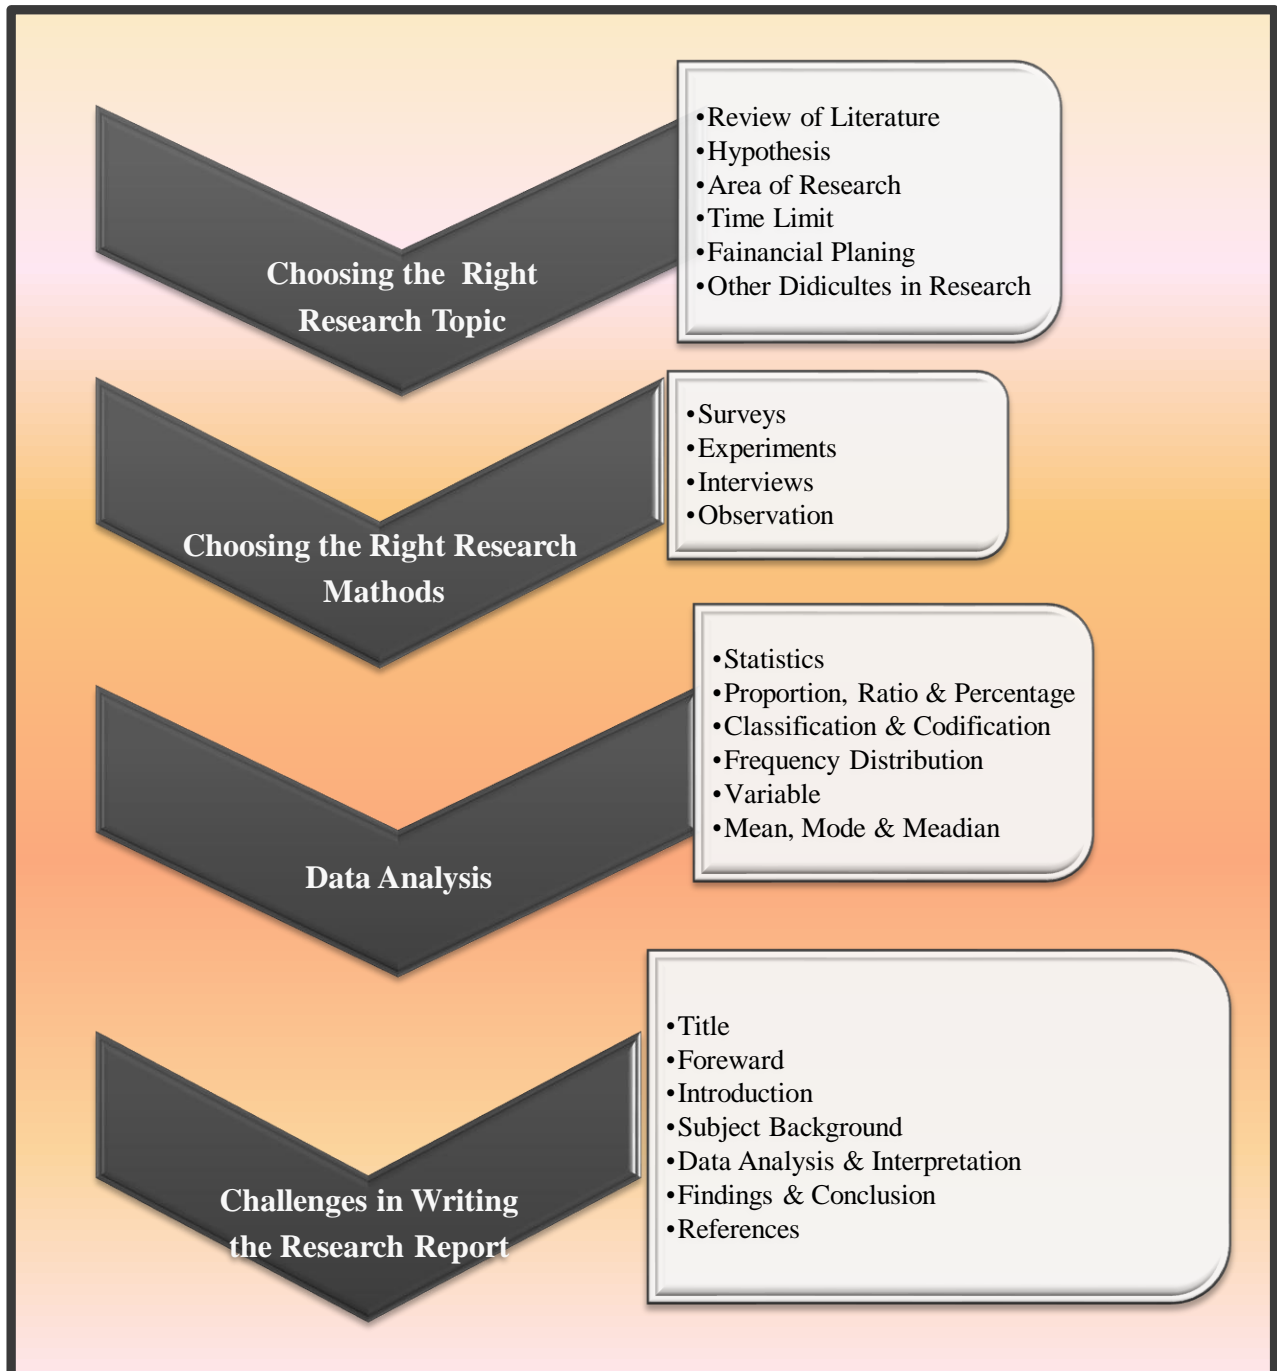 Choosing the Right
Research Topic
•Review of Literature
•Hypothesis
•Area of Research
•Time Limit
•Fainancial Planing
•Other Didicultes in Research
Choosing the Right Research
Mathods
•Surveys
•Experiments
•Interviews
•Observation
Data Analysis
•Statistics
•Proportion, Ratio & Percentage
•Classification & Codification
•Frequency Distribution
•Variable
•Mean, Mode & Meadian
Challenges in Writing
the Research Report
•Title
•Foreward
•Introduction
•Subject Background
•Data Analysis & Interpretation
•Findings & Conclusion
•References